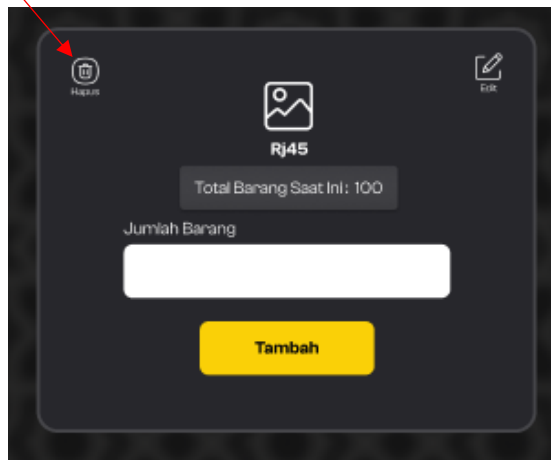 Hapus
Edit
Rj45
Total Barang Saat Ini : 100
Jumlah Barang
Tambah